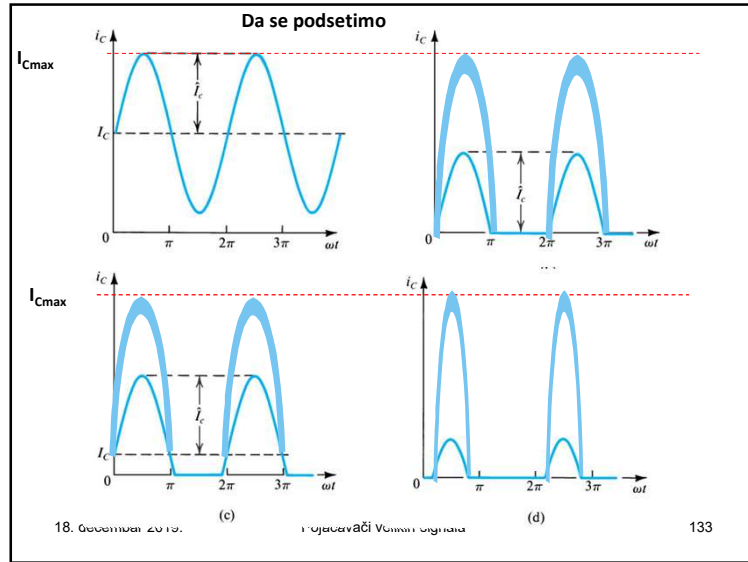 Da se podsetimo
i_C
I_Cmax
Î_c
I_C
0
π
2π
3π
ωt
i_C
Î_c
0
π
2π
3π
ωt
i_C
I_Cmax
Î_c
I_C
0
π
2π
3π
ωt
(c)
i_C
0
π
2π
3π
ωt
(d)
18. decembar 2019.
Pojačavači velikih signala
133